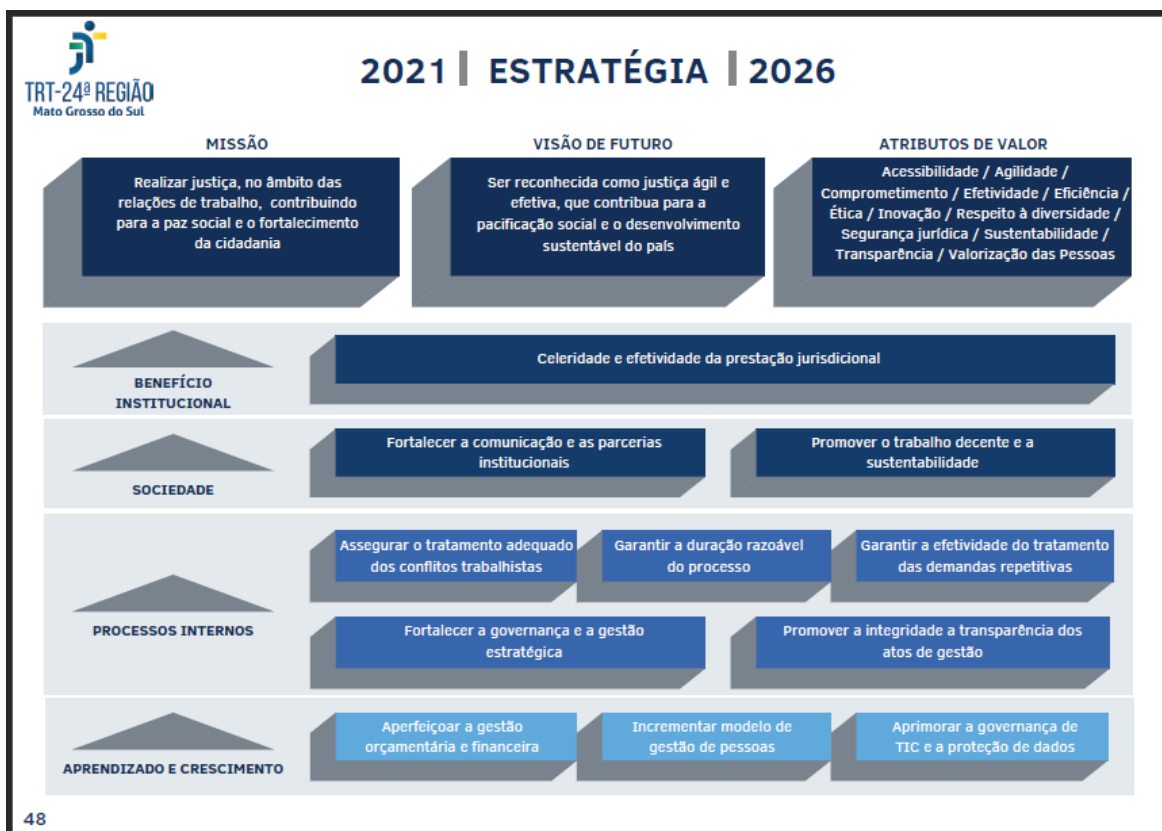 TRT-24ª REGIÃO
Mato Grosso do Sul
2021 | ESTRATÉGIA | 2026
MISSÃO
Realizar justiça, no âmbito das
relações de trabalho, contribuindo
para a paz social e o fortalecimento
da cidadania
VISÃO DE FUTURO
Ser reconhecida como justiça ágil e
efetiva, que contribua para a
pacificação social e o desenvolvimento
sustentável do país
ATRIBUTOS DE VALOR
Acessibilidade / Agilidade /
Comprometimento / Efetividade / Eficiência /
Ética / Inovação / Respeito à diversidade /
Segurança jurídica / Sustentabilidade /
Transparência / Valorização das Pessoas
BENEFÍCIO
INSTITUCIONAL
Celeridade e efetividade da prestação jurisdicional
SOCIEDADE
Fortalecer a comunicação e as parcerias
institucionais
Promover o trabalho decente e a
sustentabilidade
PROCESSOS INTERNOS
Assegurar o tratamento adequado
dos conflitos trabalhistas
Garantir a duração razoável
do processo
Garantir a efetividade do tratamento
das demandas repetitivas
Fortalecer a governança e a gestão
estratégica
Promover a integridade a transparência dos
atos de gestão
APRENDIZADO E CRESCIMENTO
Aperfeiçoar a gestão
orçamentária e financeira
Incrementar modelo de
gestão de pessoas
Aprimorar a governança de
TIC e a proteção de dados
48